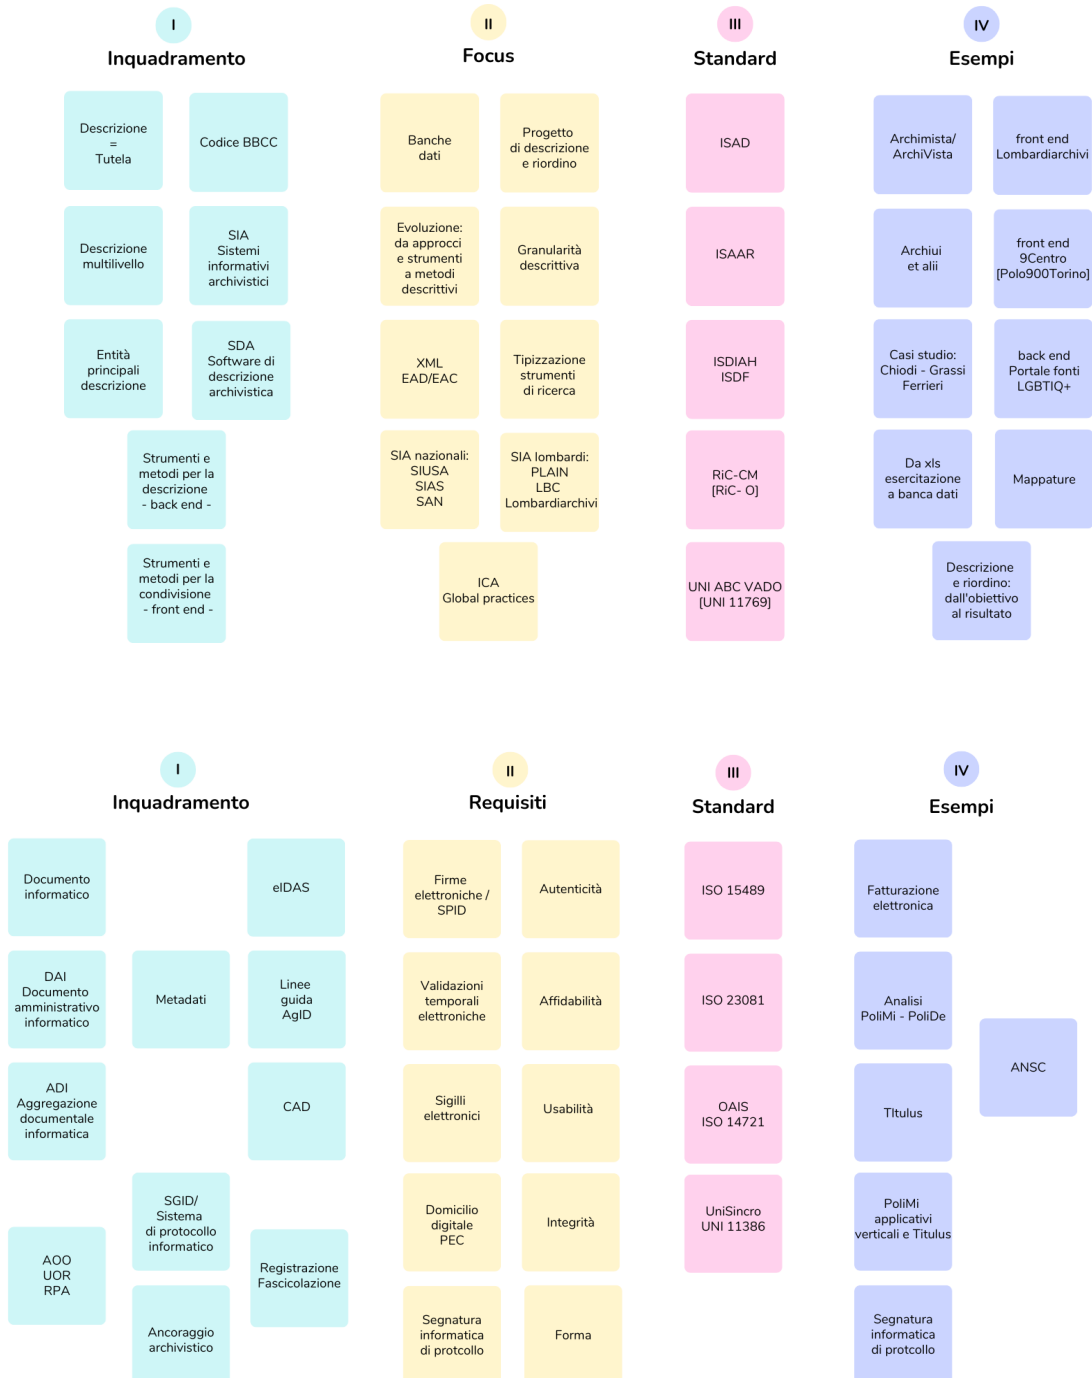 I
Inquadramento
Descrizione
=
Tutela
Codice BBCC
Descrizione
multilivello
SIA
Sistemi
informativi
archivistici
Entità
principali
descrizione
SDA
Software di
descrizione
archivistica
Strumenti e
metodi per la
descrizione
- back end -
Strumenti e
metodi per la
condivisione
- front end -
II
Focus
Banche
dati
Progetto
di descrizione
e riordino
Evoluzione:
da approcci
e strumenti
a metodi
descrittivi
Granularità
descrittiva
XML
EAD/EAC
Tipizzazione
strumenti
di ricerca
SIA nazionali:
SIUSA
SIAS
SAN
SIA lombardi:
PLAIN
LBC
Lombardiarchivi
ICA
Global practices
III
Standard
ISAD
ISAAR
ISDIAH
ISDF
RiC-CM
[RiC- O]
UNI ABC VADO
[UNI 11769]
IV
Esempi
Archimista/
ArchiVista
front end
Lombardiarchivi
Archiui
et alii
front end
9Centro
[Polo900Torino]
Casi studio:
Chiodi - Grassi
Ferrieri
back end
Portale fonti
LGBTIQ+
Da xls
esercitazione
a banca dati
Mappature
Descrizione
e riordino:
dall'obiettivo
al risultato
I
Inquadramento
Documento
informatico
eIDAS
DAI
Documento
amministrativo
informatico
Metadati
Linee
guida
AgID
ADI
Aggregazione
documentale
informatica
CAD
SGID/
Sistema
di protocollo
informatico
AOO
UOR
RPA
Registrazione
Fascicolazione
Ancoraggio
archivistico
II
Requisiti
Firme
elettroniche /
SPID
Autenticità
Validazioni
temporali
elettroniche
Affidabilità
Sigilli
elettronici
Usabilità
Domicilio
digitale
PEC
Integrità
Segnatura
informatica
di protcollo
Forma
III
Standard
ISO 15489
ISO 23081
OAIS
ISO 14721
UniSincro
UNI 11386
IV
Esempi
Fatturazione
elettronica
Analisi
PoliMi - PoliDe
ANSC
TItulus
PoliMi
applicativi
verticali e Titulus
Segnatura
informatica
di protcollo